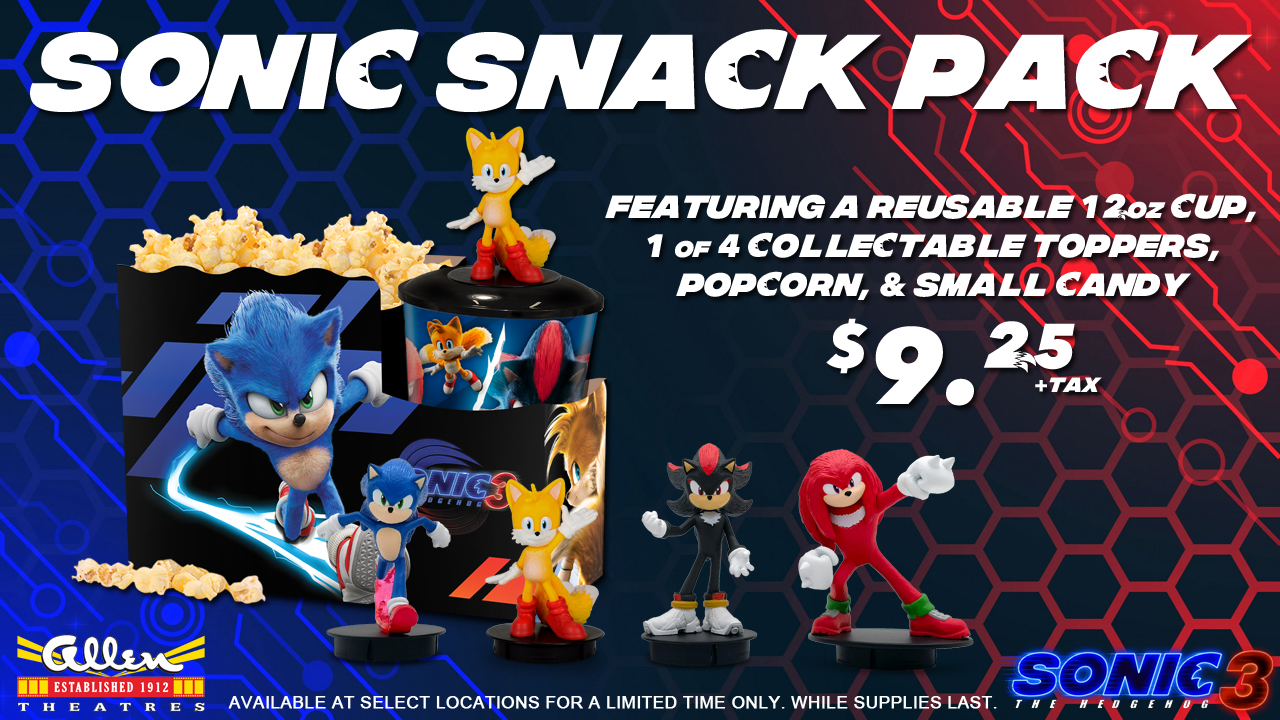 SONIC SNACK PACK
FEATURING A REUSABLE 12oz CUP,
1 OF 4 COLLECTABLE TOPPERS,
POPCORN, & SMALL CANDY
$9.25
+TAX
3
Allen
ESTABLISHED 1912
THEATRES
AVAILABLE AT SELECT LOCATIONS FOR A LIMITED TIME ONLY. WHILE SUPPLIES LAST.
SONIC 3
THE HEDGEHOG